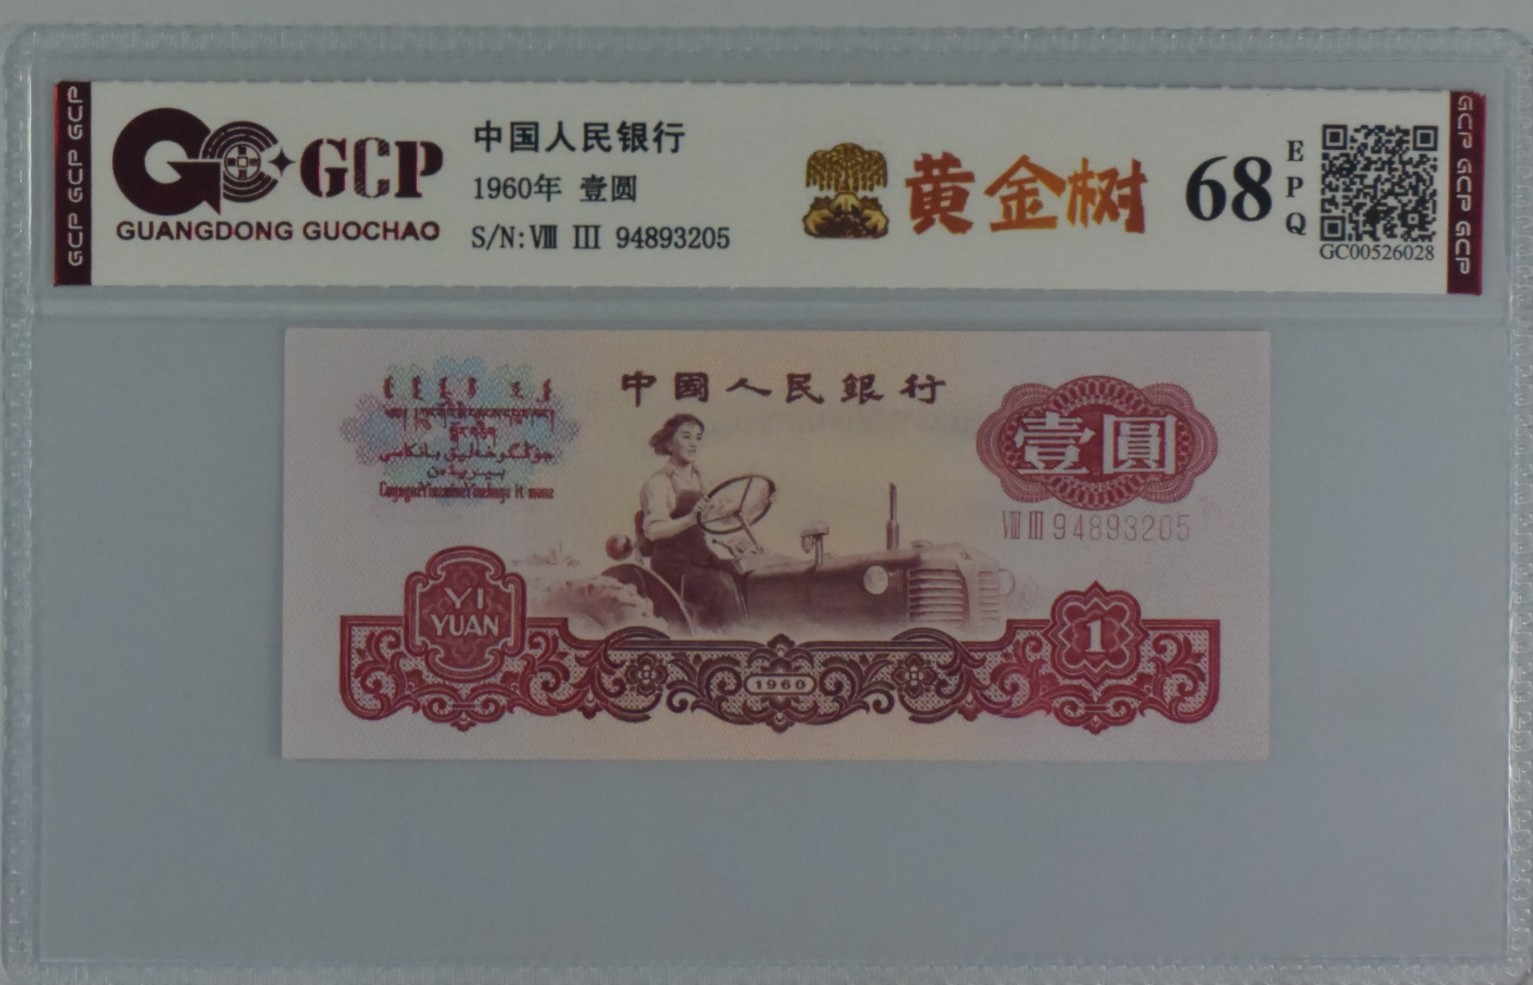 GCP GCP GCP
GCP
GUANGDONG GUOCHAO
中国人民银行
1960年 壹圆
S/N: Ⅷ Ⅲ 94893205
黄金树
68
E
P
Q
GC00526028
GCP GCP GCP
中國人民銀行
壹圓
Ⅷ Ⅲ 94893205
YI
YUAN
1
1960